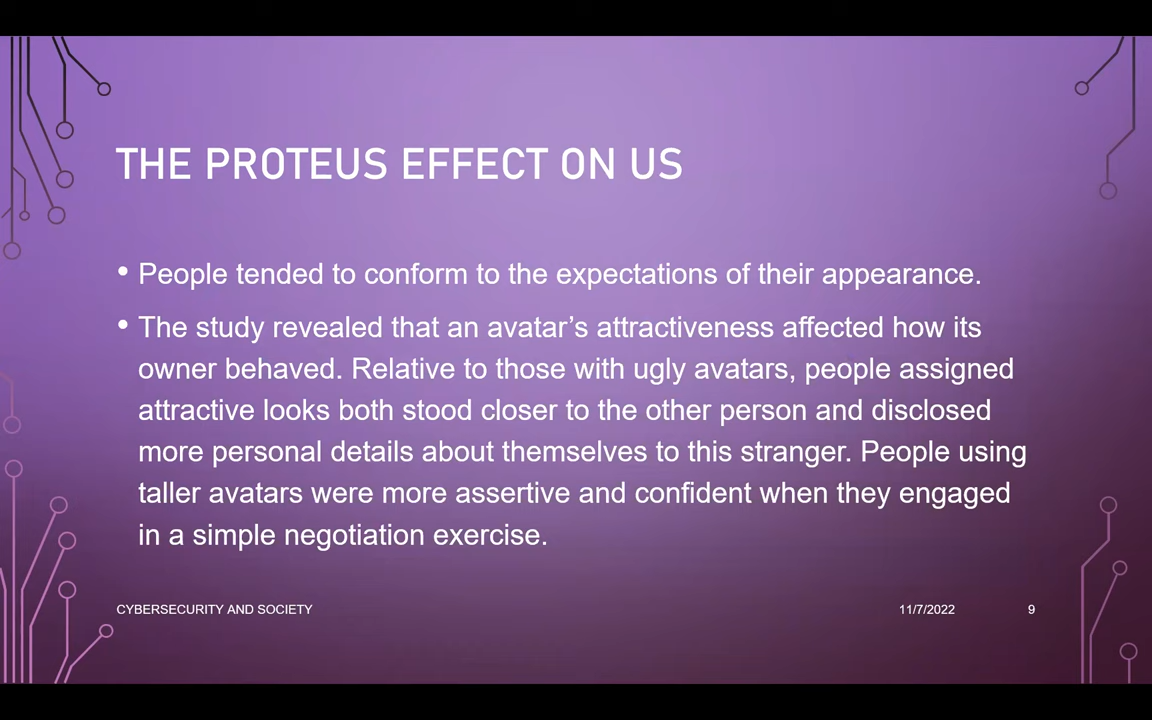 THE PROTEUS EFFECT ON US
• People tended to conform to the expectations of their appearance.
• The study revealed that an avatar’s attractiveness affected how its
owner behaved. Relative to those with ugly avatars, people assigned
attractive looks both stood closer to the other person and disclosed
more personal details about themselves to this stranger. People using
taller avatars were more assertive and confident when they engaged
in a simple negotiation exercise.
CYBERSECURITY AND SOCIETY 11/7/2022 9